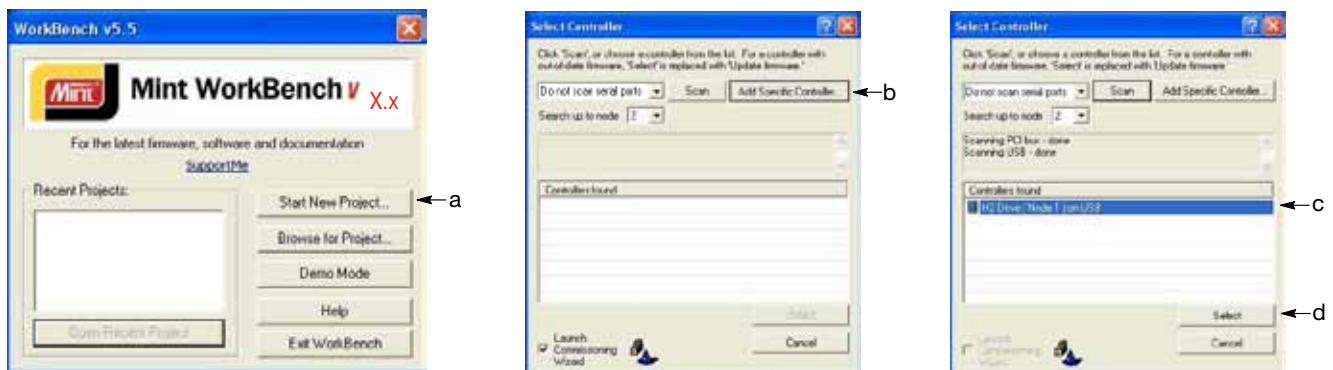 WorkBench v5.5
Mint
Mint WorkBench V X.x
For the latest firmware, software and documentation
SupportMe
Recent Projects:
Start New Project...
Browse for Project...
Demo Mode
Help
Open Recent Project
Exit WorkBench
a
Select Controller
Click 'Scan', or choose a controller from the list. For a controller with
out-of-date firmware, 'Select' is replaced with 'Update firmware.'
Do not scan serial ports
Scan
Add Specific Controller...
b
Search up to node 2
Controllers found
Select
Launch
Commissioning
Wizard
Cancel
Select Controller
Click 'Scan', or choose a controller from the list. For a controller with
out-of-date firmware, 'Select' is replaced with 'Update firmware.'
Do not scan serial ports
Scan
Add Specific Controller...
Search up to node 2
Scanning PCI bus - done
Scanning USB - done
Controllers found
H2 Drive (Node 1) on USB
c
Select
d
Launch
Commissioning
Wizard
Cancel